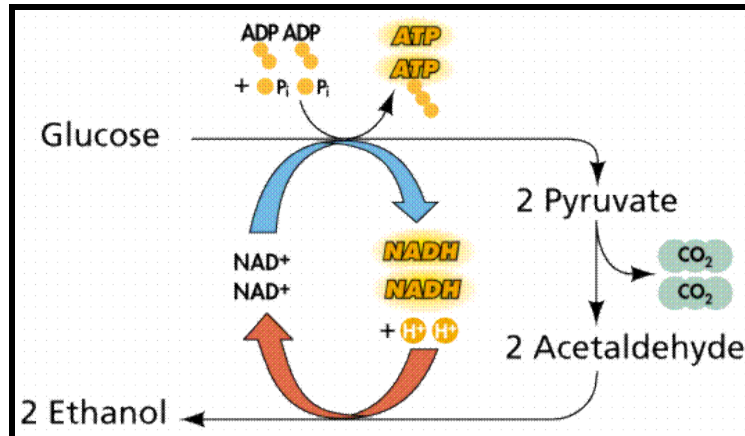 ADP ADP
+ Pi Pi
ATP
ATP
Glucose
2 Pyruvate
NAD+
NAD+
NADH
NADH
+ H+ H+
CO2
CO2
2 Acetaldehyde
2 Ethanol